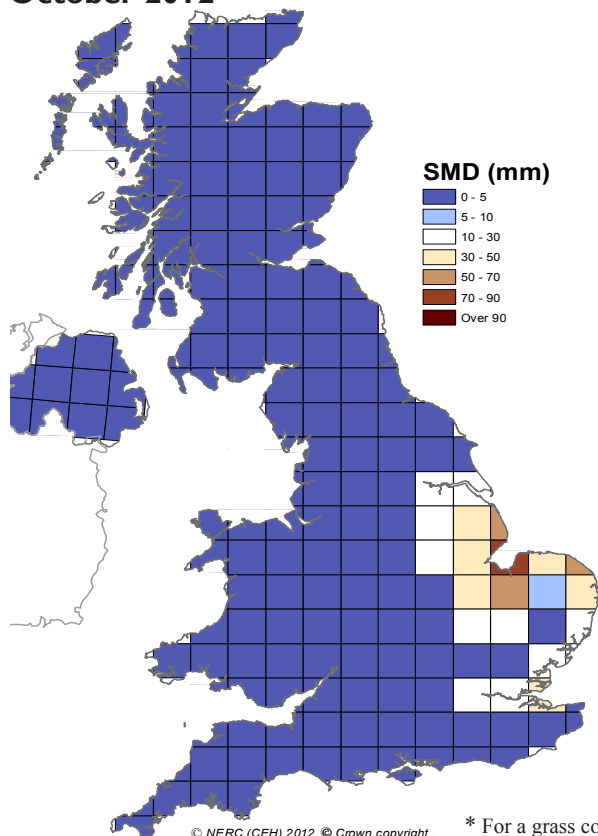 October 2012
SMD (mm)
0 - 5
5 - 10
10 - 30
30 - 50
50 - 70
70 - 90
Over 90
© NERC (CEH) 2012. © Crown copyright
* For a grass co